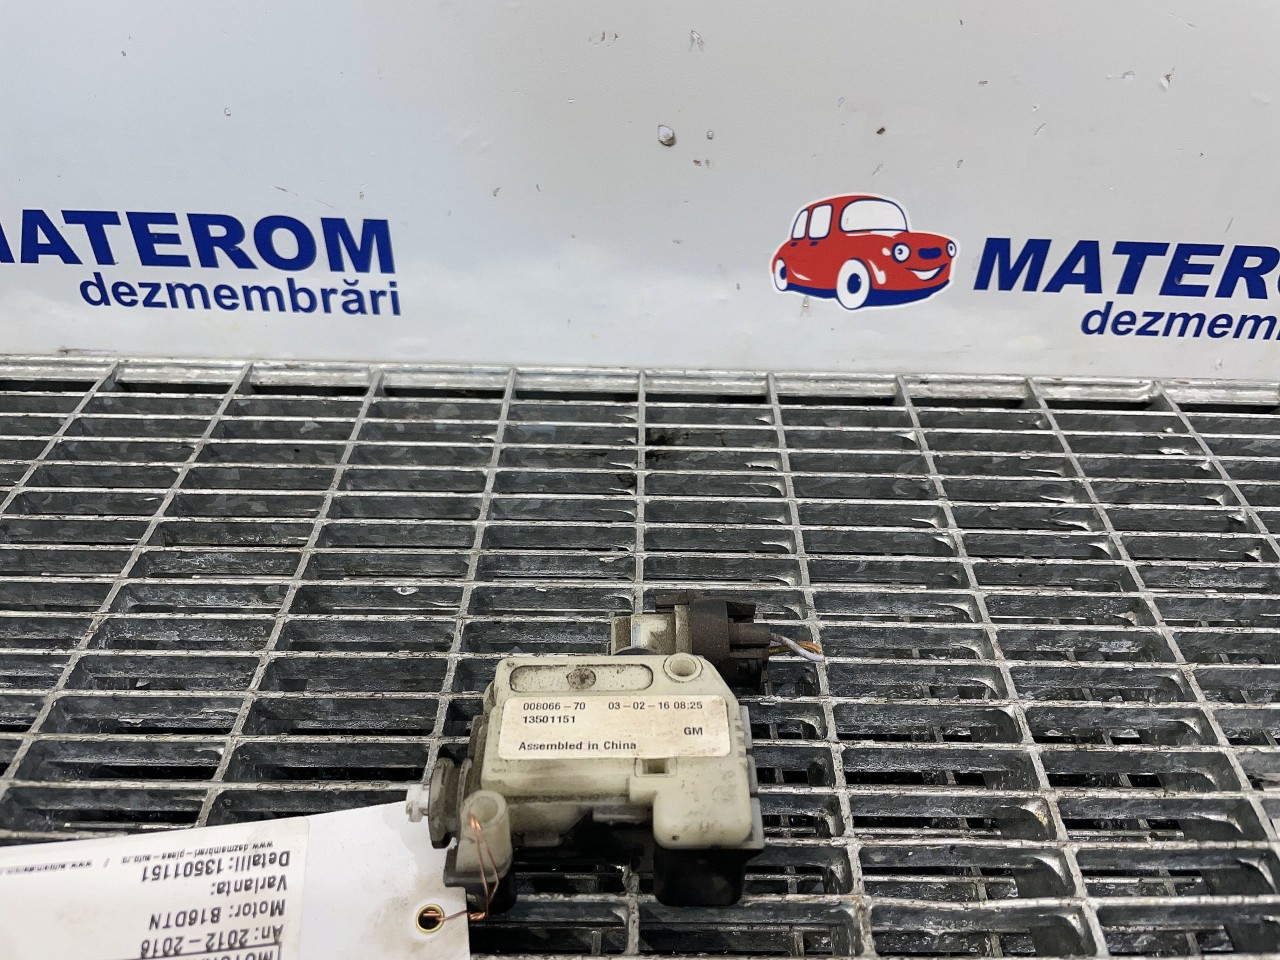 MATEROM
dezmembrări
MATERO
dezmem
008066-70 03-02-16 08:25
13501151
GM
Assembled in China
An: 2012-2018
Motor: B16DTN
Varianta:
Detalii: 13501151